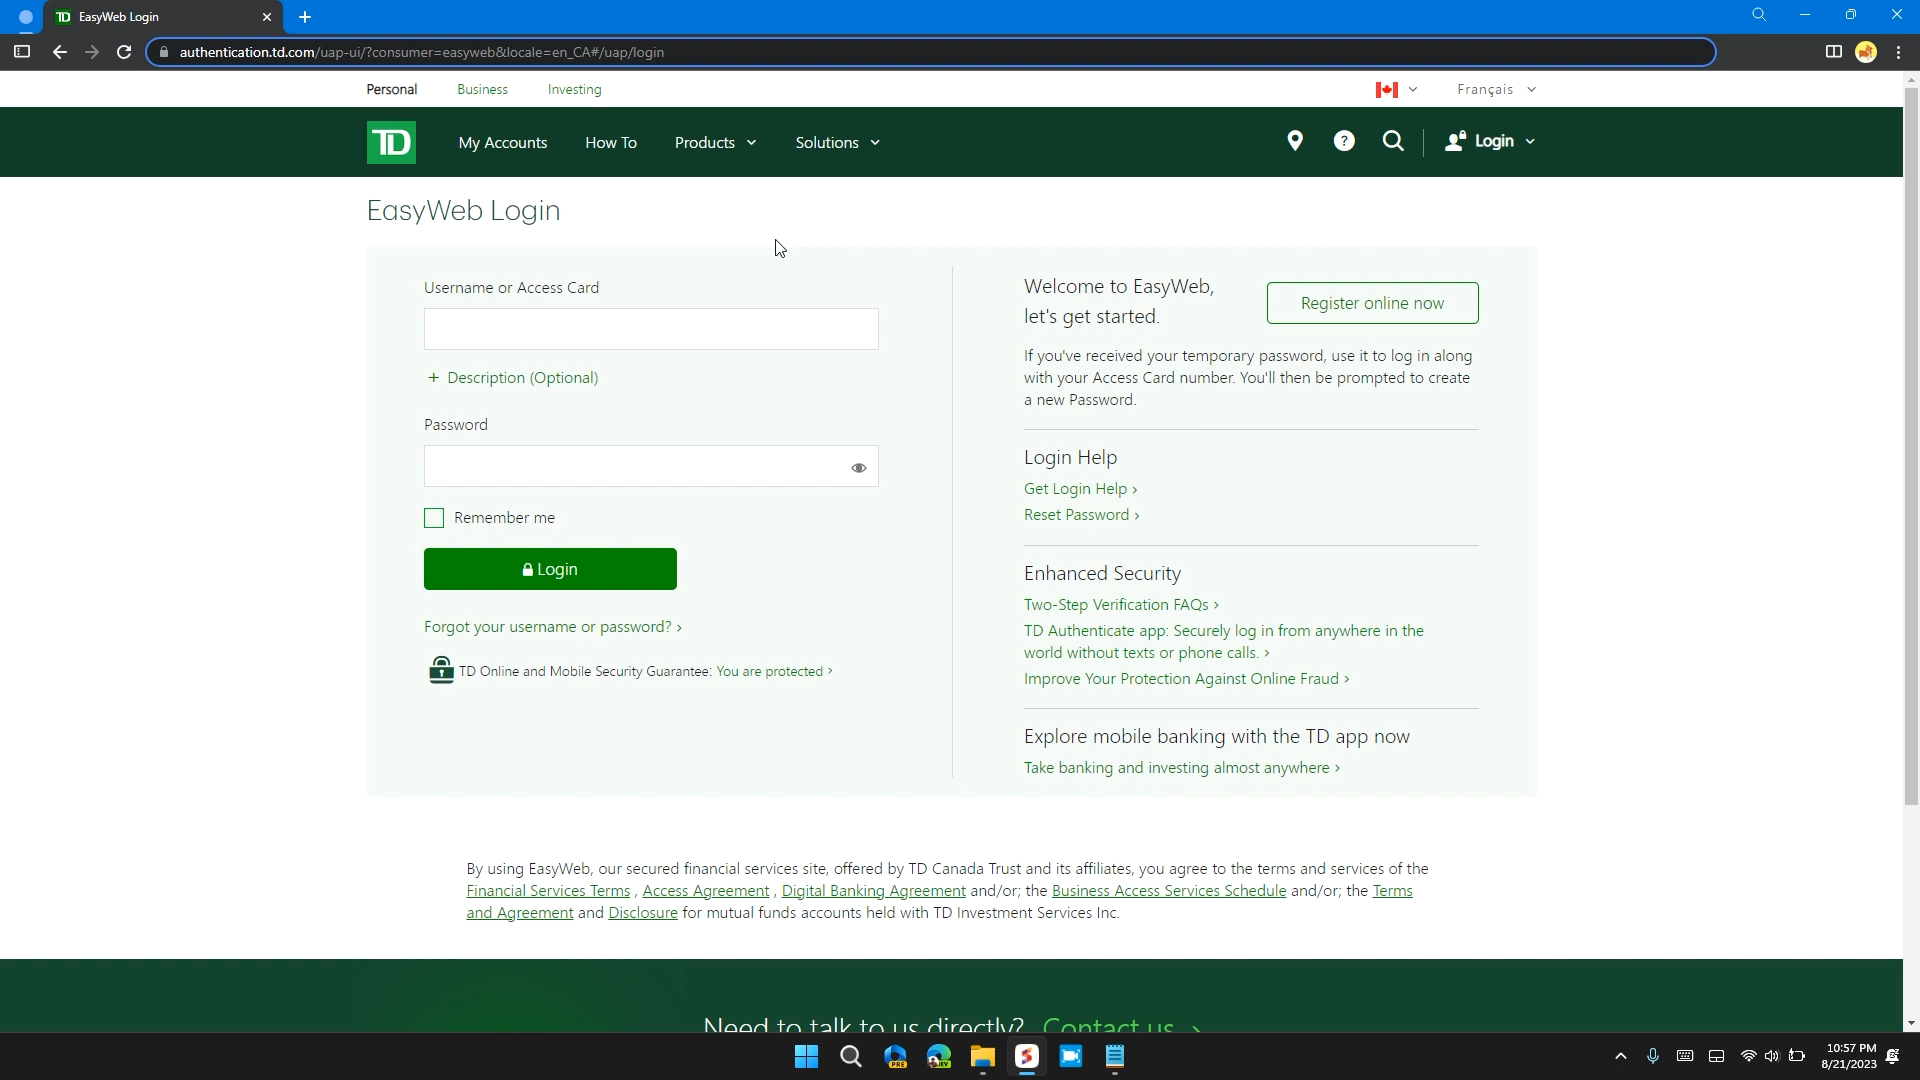 EasyWeb Login
authentication.td.com/uap-ui/?consumer=easyweb&locale=en_CA#/uap/login
Personal Business Investing Français
TD My Accounts How To Products Solutions Login
EasyWeb Login
Username or Access Card
+ Description (Optional)
Password
Remember me
Login
Forgot your username or password? ›
TD Online and Mobile Security Guarantee: You are protected ›
Welcome to EasyWeb,
let's get started.
Register online now
If you've received your temporary password, use it to log in along
with your Access Card number. You'll then be prompted to create
a new Password.
Login Help
Get Login Help ›
Reset Password ›
Enhanced Security
Two-Step Verification FAQs ›
TD Authenticate app: Securely log in from anywhere in the
world without texts or phone calls. ›
Improve Your Protection Against Online Fraud ›
Explore mobile banking with the TD app now
Take banking and investing almost anywhere ›
By using EasyWeb, our secured financial services site, offered by TD Canada Trust and its affiliates, you agree to the terms and services of the
Financial Services Terms , Access Agreement , Digital Banking Agreement and/or; the Business Access Services Schedule and/or; the Terms
and Agreement and Disclosure for mutual funds accounts held with TD Investment Services Inc.
Need to talk to us directly? Contact us ›
PRE
DEV
10:57 PM
8/21/2023